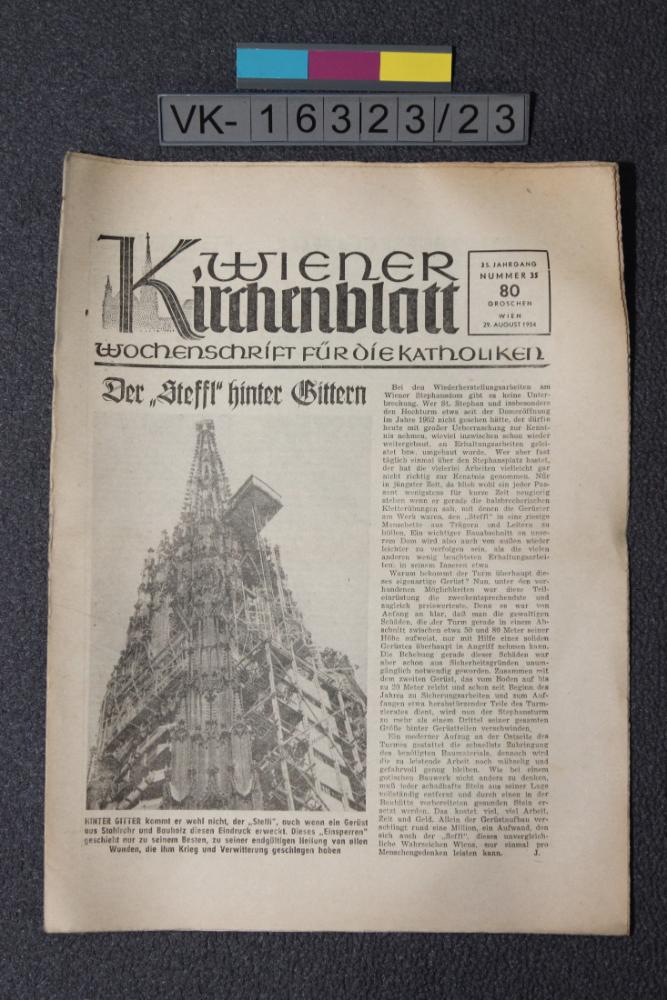 VK-16323/23
WIENER
Kirchenblatt
WOCHENSCHRIFT FÜR DIE KATHOLIKEN
35. JAHRGANG
NUMMER 35
80
GROSCHEN
WIEN
29. AUGUST 1954
Der „Steffl" hinter Gittern
HINTER GITTER kommt er wohl nicht, der „Steffl", auch wenn ein Gerüst
aus Stahlrohr und Bauholz diesen Eindruck erweckt. Dieses „Einsperren"
geschieht nur zu seinem Besten, zu seiner endgültigen Heilung von allen
Wunden, die ihm Krieg und Verwitterung geschlagen haben
Bei den Wiederherstellungsarbeiten am
Wiener Stephansdom gibt es keine Unter-
brechung. Wer St. Stephan und insbesondere
den Hochturm etwa seit der Domeröffnung
im Jahre 1952 nicht gesehen hätte, der dürfte
heute mit großer Ueberraschung zur Kennt-
nis nehmen, wieviel inzwischen schon wieder
weitergebaut, an Erhaltungsarbeiten gelei-
stet bzw. umgebaut wurde. Wer aber fast
täglich einmal über den Stephansplatz hastet,
der hat die vielerlei Arbeiten vielleicht gar
nicht richtig zur Kenntnis genommen. Nur
in jüngster Zeit, da blieb wohl ein jeder Pas-
sant wenigstens für kurze Zeit neugierig
stehen wenn er gerade die halsbrecherischen
Kletterübungen sah, mit denen die Gerüster
am Werk waren, den „Steffl" in eine riesige
Manschette aus Trägern und Leitern zu
hüllen. Ein wichtiger Bauabschnitt an unse-
rem Dom wird also auch von außen wieder
leichter zu verfolgen sein, als die vielen
anderen wenig beachteten Erhaltungsarbei-
ten in seinem Inneren etwa
Warum bekommt der Turm überhaupt die-
ses eigenartige Gerüst? Nun, unter den vor-
handenen Möglichkeiten war diese Teil-
einrüstung die zweckentsprechendste und
zugleich preiswerteste. Denn es war von
Anfang an klar, daß man die gewaltigen
Schäden, die der Turm gerade in einem Ab-
schnitt zwischen etwa 50 und 80 Meter seiner
Höhe aufweist, nur mit Hilfe eines soliden
Gerüstes überhaupt in Angriff nehmen kann.
Die Behebung gerade dieser Schäden war
aber schon aus Sicherheitsgründen unum-
gänglich notwendig geworden. Zusammen mit
dem zweiten Gerüst, das vom Boden auf bis
zu 20 Meter reicht und schon seit Beginn des
Jahres zu Sicherungsarbeiten und zum Auf-
fangen etwa herabstürzender Teile des Turm-
zierates dient, wird nun der Stephansturm
zu mehr als einem Drittel seiner gesamten
Größe hinter Gerüstteilen verschwinden.
Ein moderner Aufzug an der Ostseite des
Turmes gestattet die schnellste Zubringung
des benötigten Baumaterials, dennoch wird
die zu leistende Arbeit noch mühselig und
gefahrvoll genug bleiben. Wie bei einem
gotischen Bauwerk nicht anders zu denken,
muß jeder schadhafte Stein aus seiner Lage
vollständig entfernt und durch einen in der
Bauhütte vorbereiteten gesunden Stein er-
setzt werden. Das kostet viel, viel Arbeit,
Zeit und Geld. Allein der Gerüstaufbau ver-
schlingt rund eine Million, ein Aufwand, den
sich auch der „Steffl", dieses unvergleich-
liche Wahrzeichen Wiens, nur einmal pro
Menschengedenken leisten kann. J.